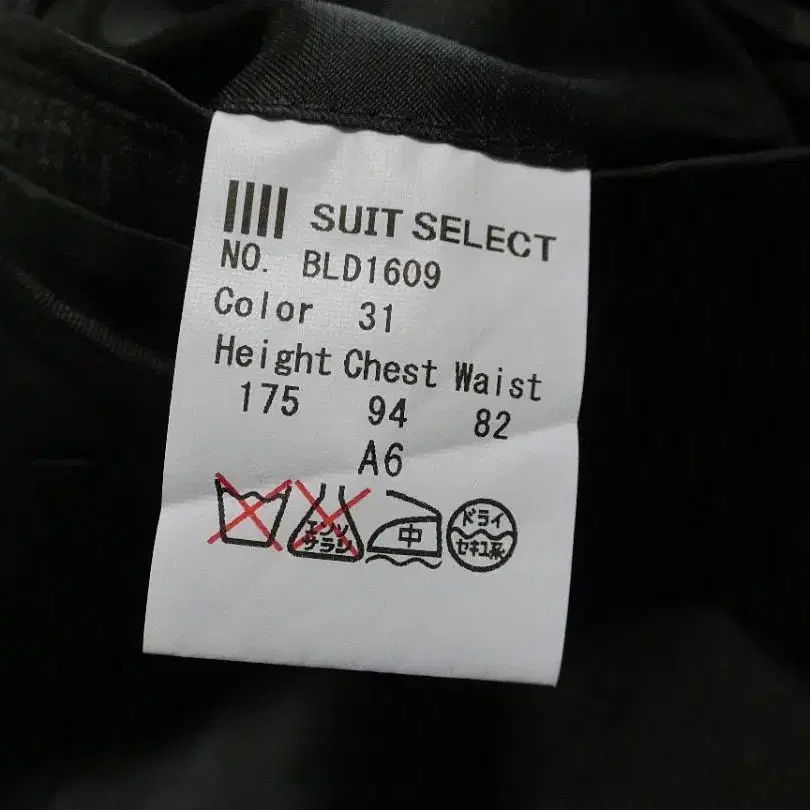 SUIT SELECT
NO. BLD1609
Color 31
Height Chest Waist
175 94 82
A6
エンソ
サラシ
中
ドライ
セキユ系